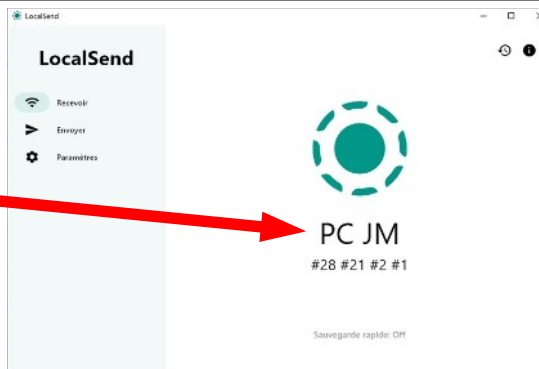 LocalSend
LocalSend
Recevoir
Envoyer
Paramètres
PC JM
#28 #21 #2 #1
Sauvegarde rapide: Off